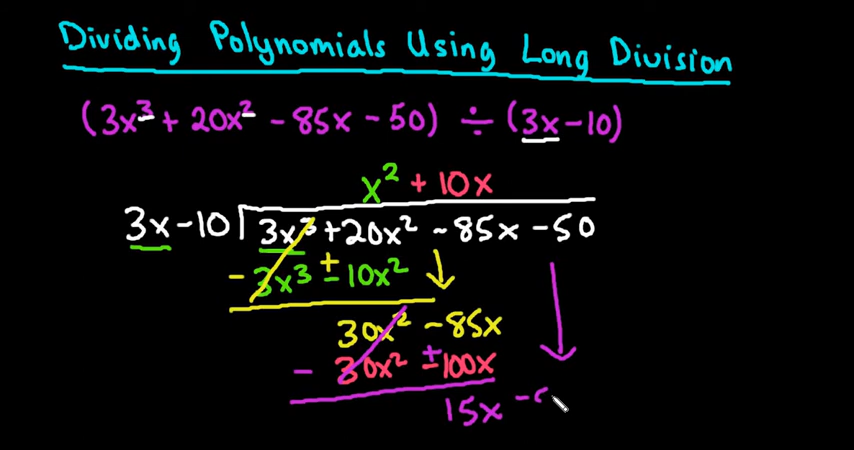 Dividing Polynomials Using Long Division
(3x³ + 20x² - 85x - 50) ÷ (3x - 10)
x² + 10x
3x - 10 3x³ + 20x² - 85x - 50
- 3x³ ± 10x²
30x² - 85x
- 30x² ± 100x
15x -